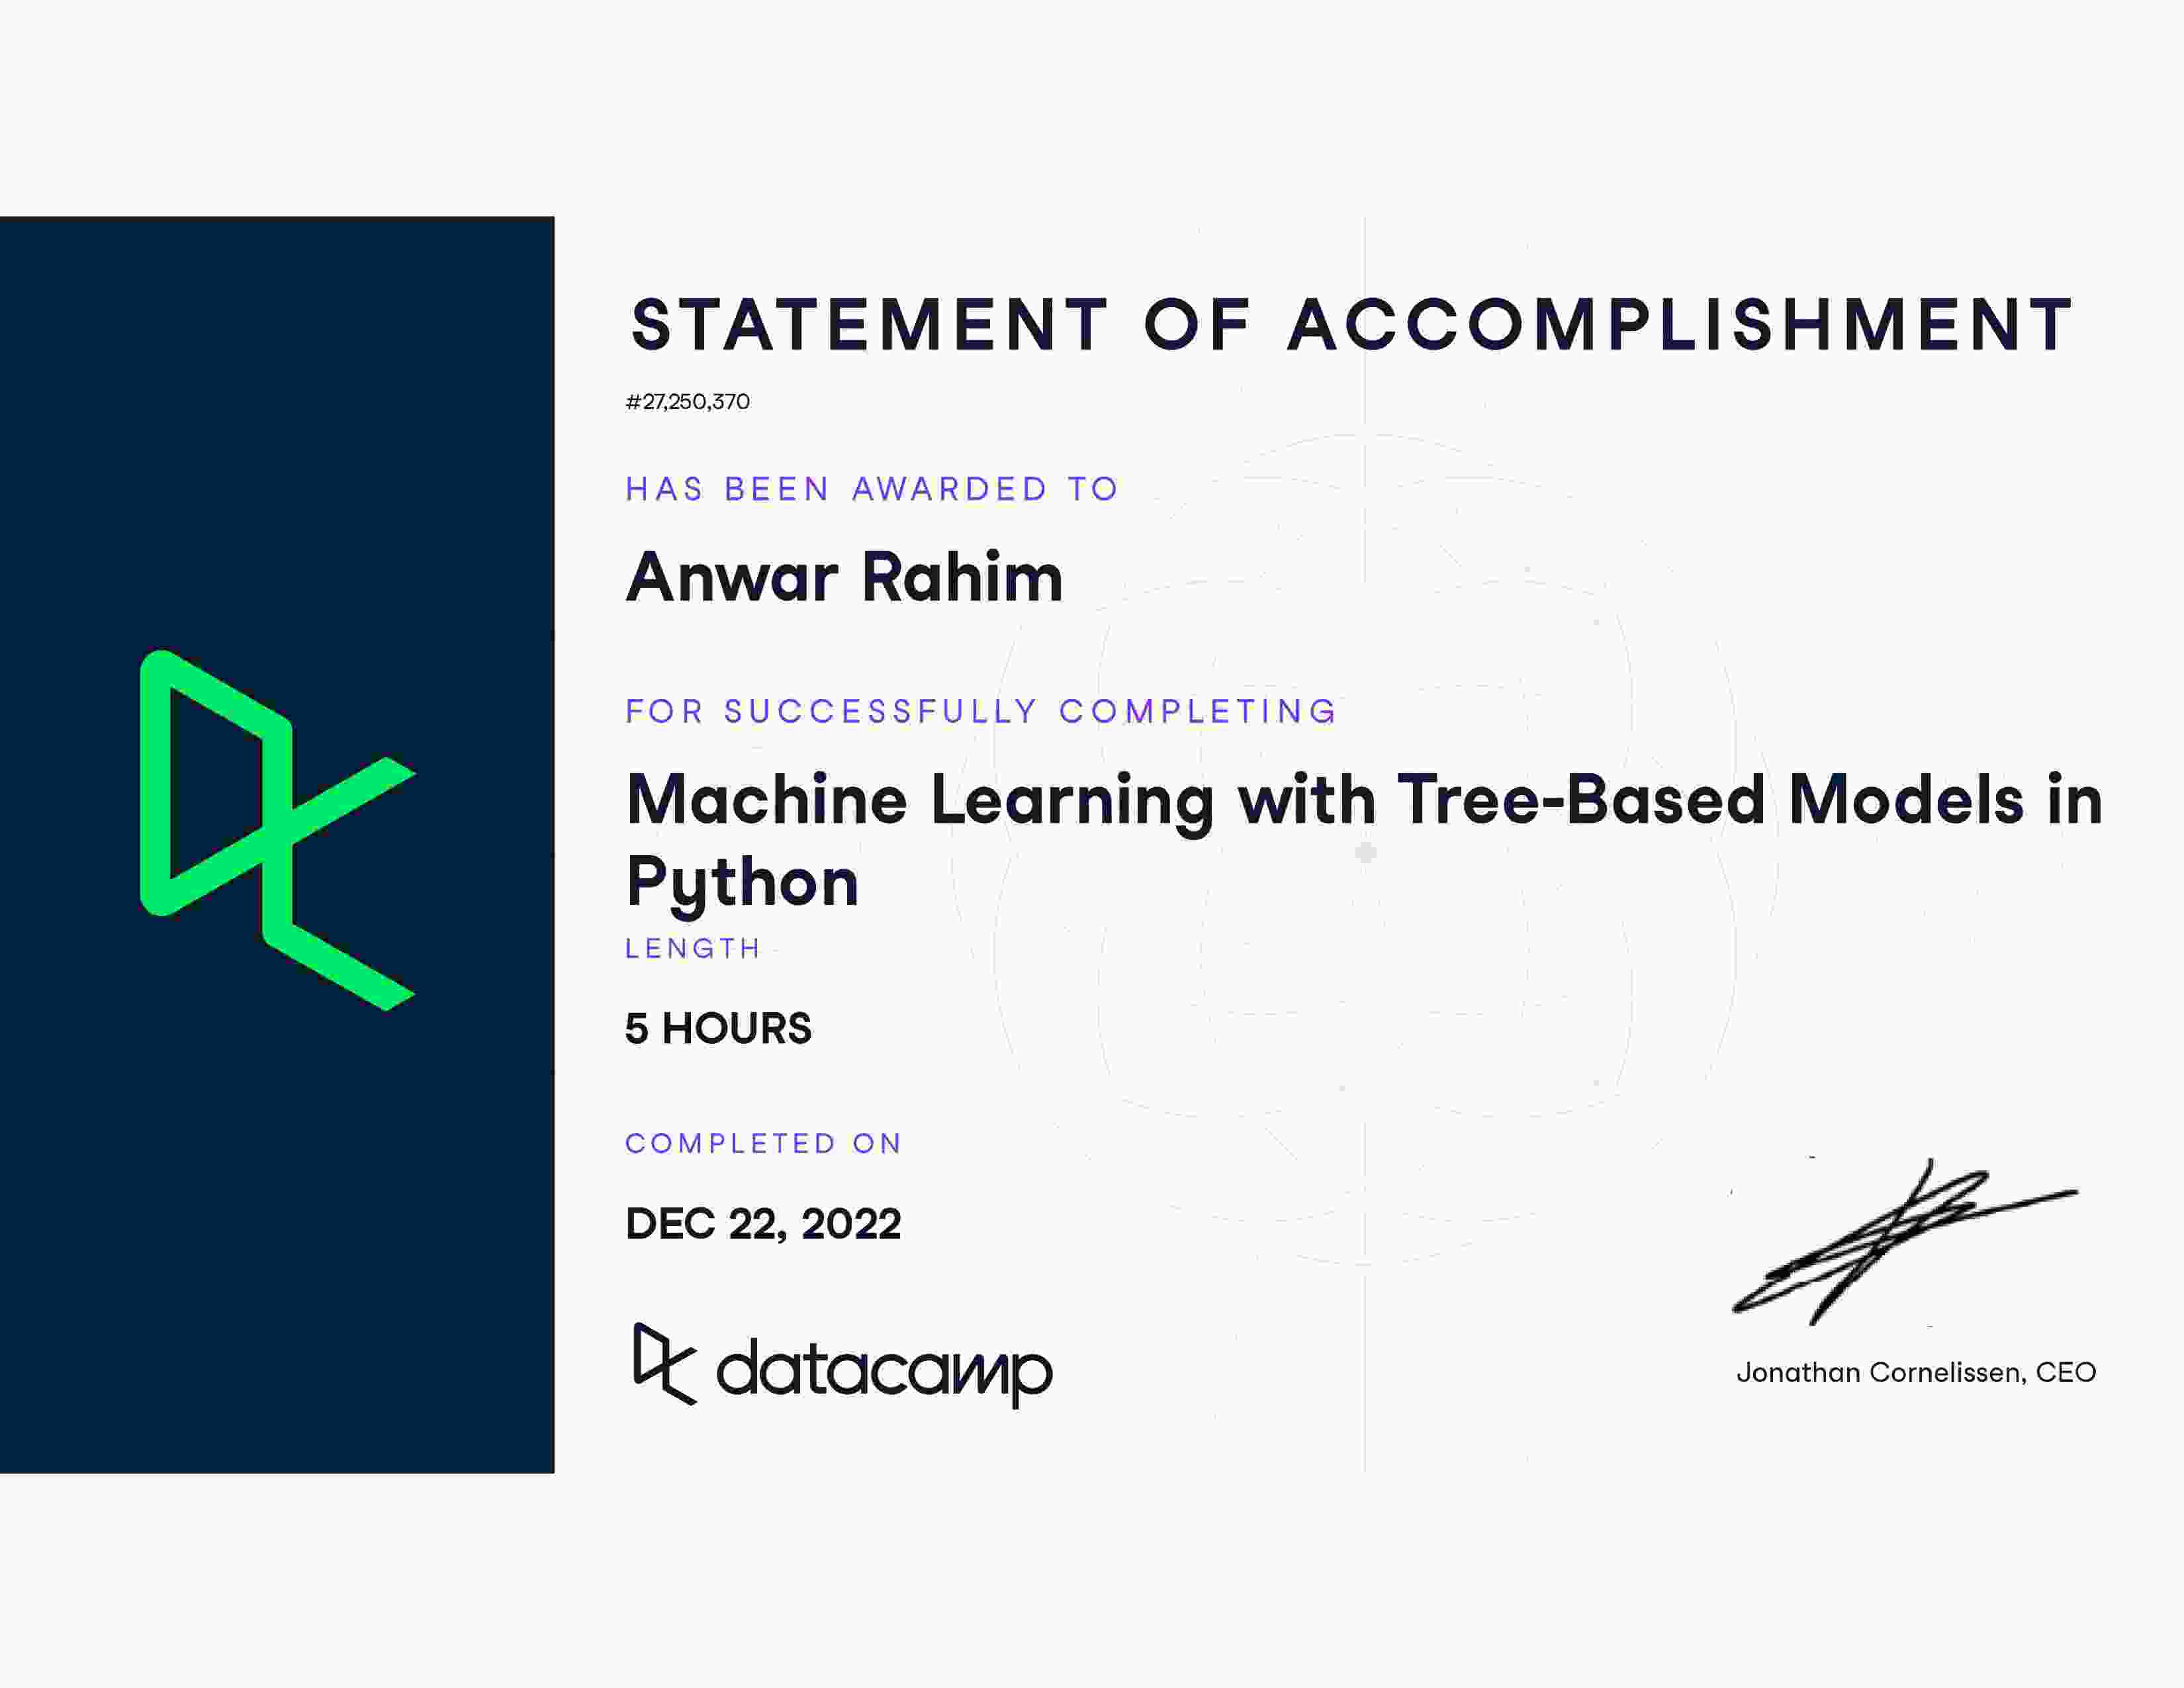 STATEMENT OF ACCOMPLISHMENT
#27,250,370
HAS BEEN AWARDED TO
Anwar Rahim
FOR SUCCESSFULLY COMPLETING
Machine Learning with Tree-Based Models in
Python
LENGTH
5 HOURS
COMPLETED ON
DEC 22, 2022
datacamp
Jonathan Cornelissen, CEO